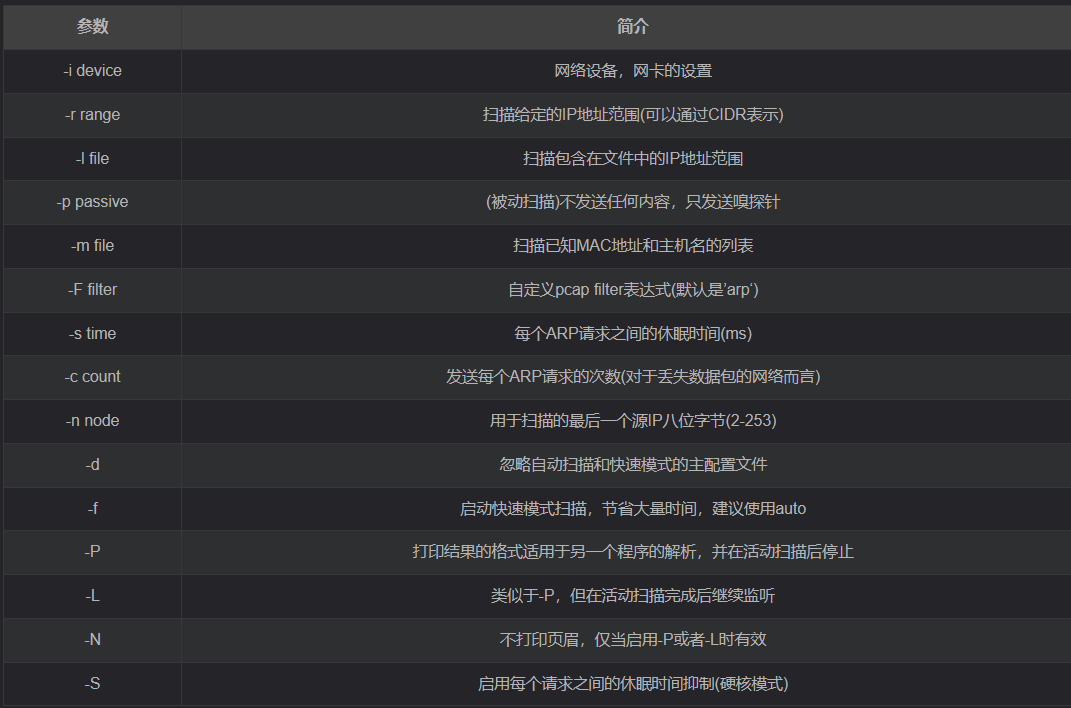 参数 简介
-i device 网络设备，网卡的设置
-r range 扫描给定的IP地址范围(可以通过CIDR表示)
-l file 扫描包含在文件中的IP地址范围
-p passive (被动扫描)不发送任何内容，只发送嗅探针
-m file 扫描已知MAC地址和主机名的列表
-F filter 自定义pcap filter表达式(默认是’arp‘)
-s time 每个ARP请求之间的休眠时间(ms)
-c count 发送每个ARP请求的次数(对于丢失数据包的网络而言)
-n node 用于扫描的最后一个源IP八位字节(2-253)
-d 忽略自动扫描和快速模式的主配置文件
-f 启动快速模式扫描，节省大量时间，建议使用auto
-P 打印结果的格式适用于另一个程序的解析，并在活动扫描后停止
-L 类似于-P，但在活动扫描完成后继续监听
-N 不打印页眉，仅当启用-P或者-L时有效
-S 启用每个请求之间的休眠时间抑制(硬核模式)